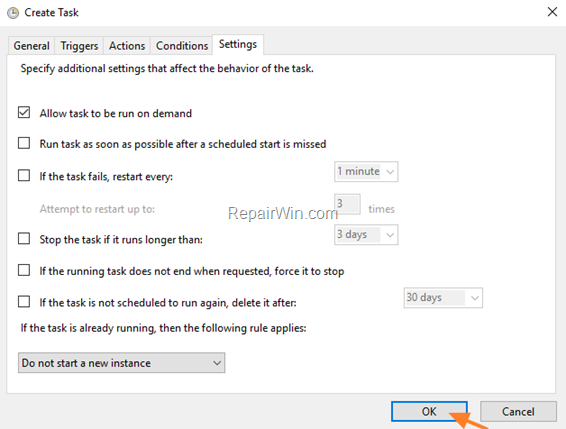 Create Task
General Triggers Actions Conditions Settings
Specify additional settings that affect the behavior of the task.
Allow task to be run on demand
Run task as soon as possible after a scheduled start is missed
If the task fails, restart every: 1 minute
Attempt to restart up to: 3 times
RepairWin.com
Stop the task if it runs longer than: 3 days
If the running task does not end when requested, force it to stop
If the task is not scheduled to run again, delete it after: 30 days
If the task is already running, then the following rule applies:
Do not start a new instance
OK Cancel